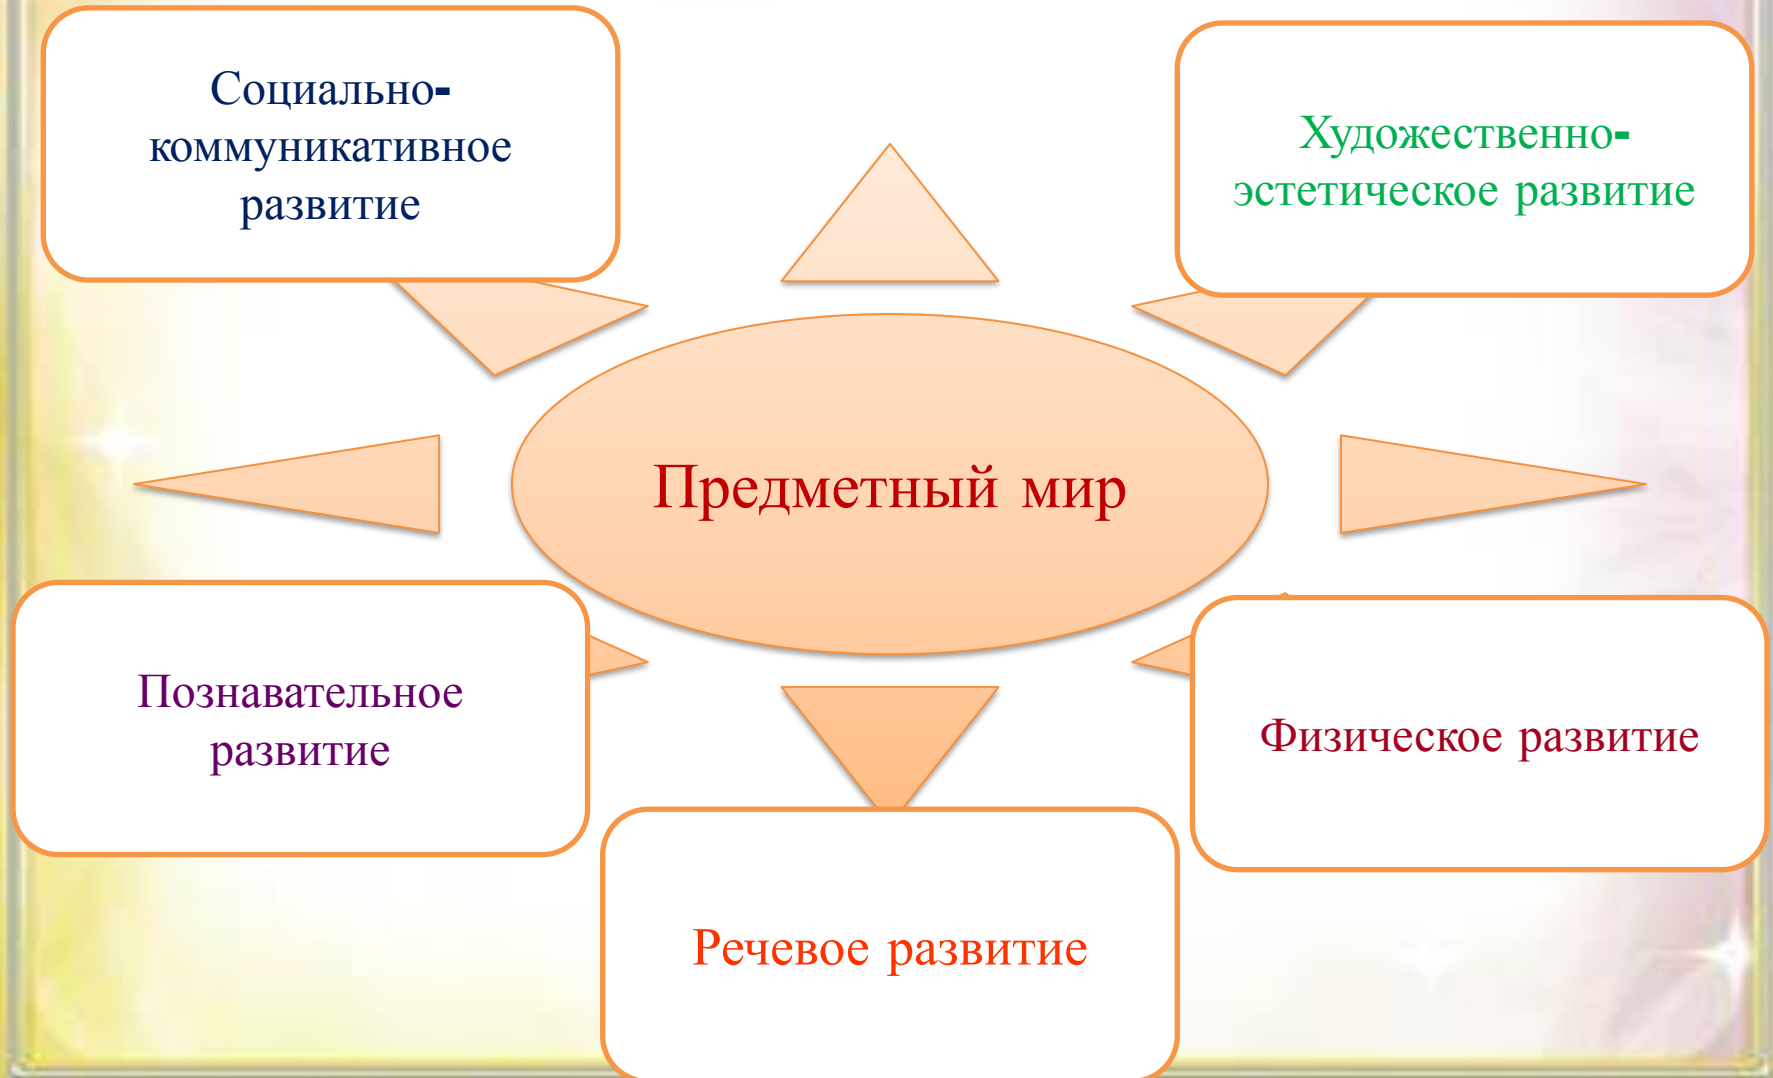 Социально-
коммуникативное
развитие
Художественно-
эстетическое развитие
Предметный мир
Познавательное
развитие
Физическое развитие
Речевое развитие